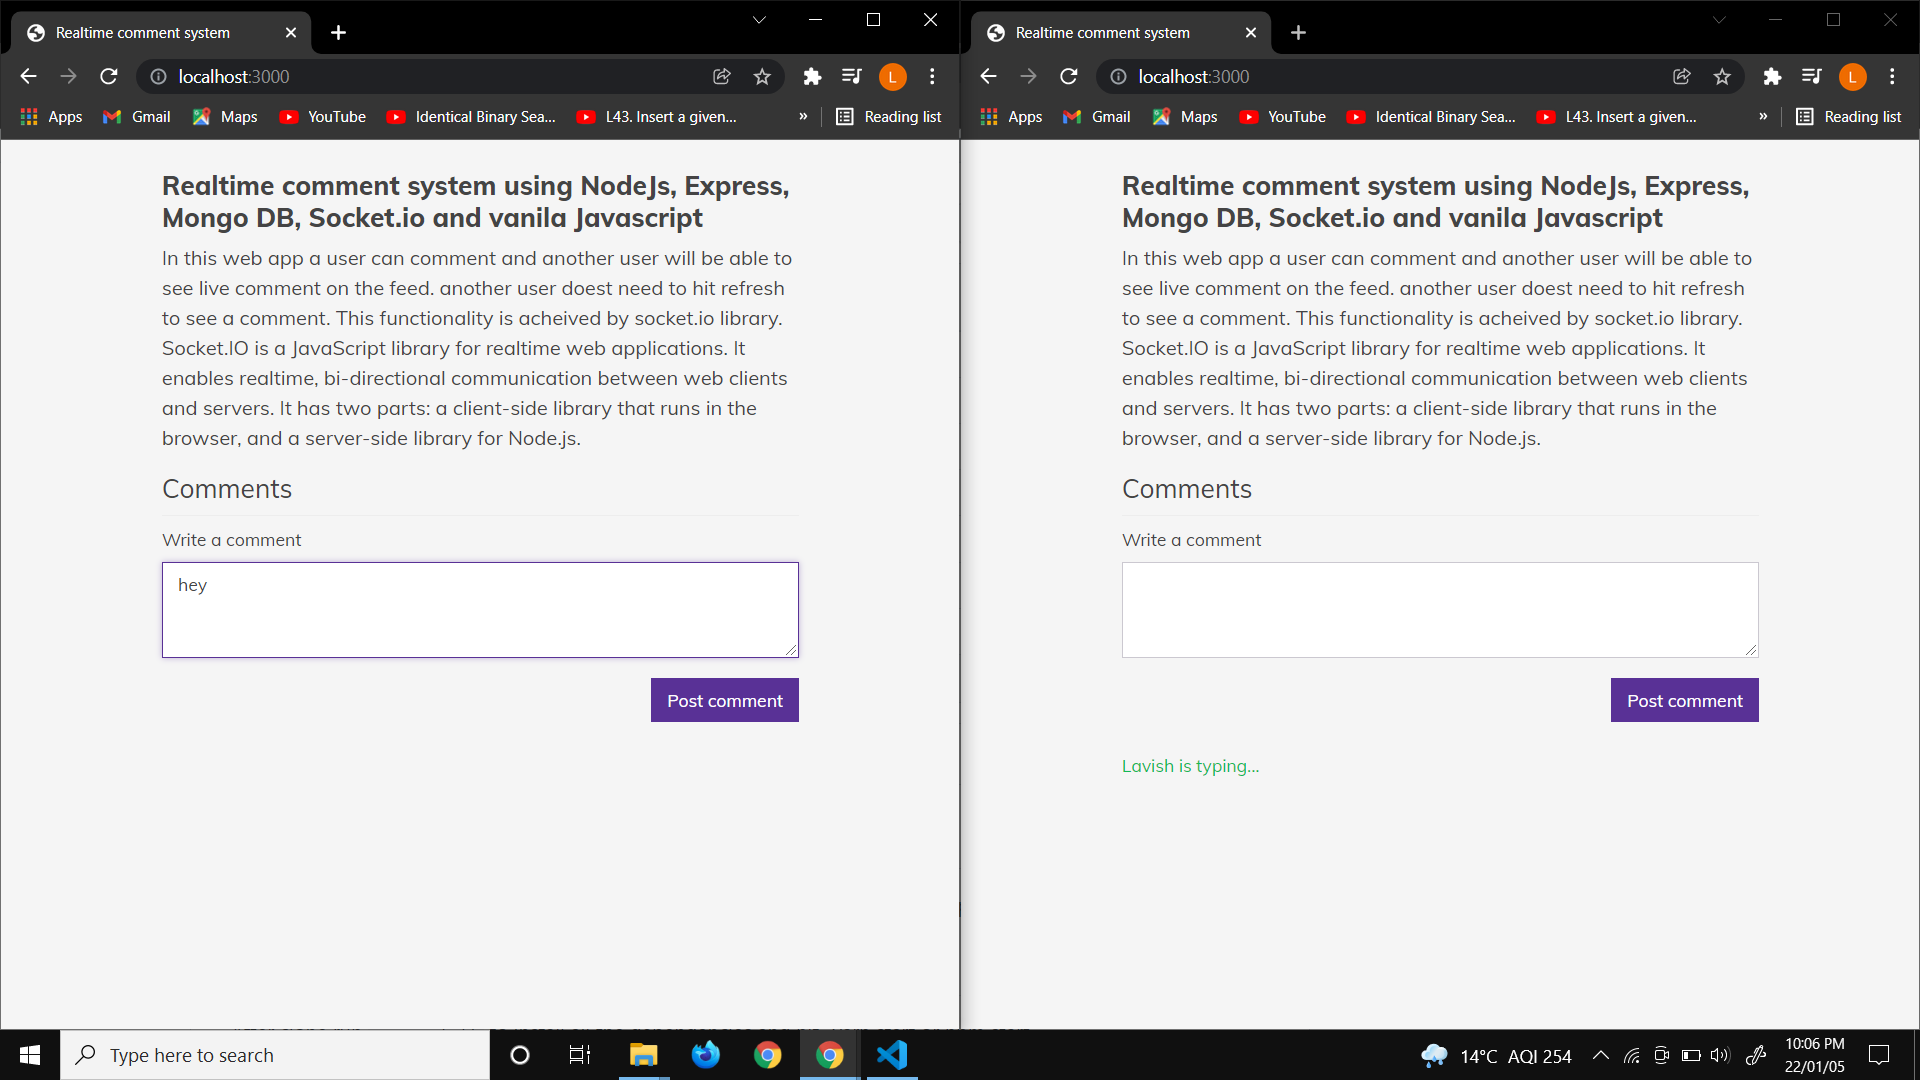 Realtime comment system
localhost:3000
L
Apps
Gmail
Maps
YouTube
Identical Binary Sea...
L43. Insert a given...
»
Reading list
Realtime comment system using NodeJs, Express,
Mongo DB, Socket.io and vanila Javascript
In this web app a user can comment and another user will be able to
see live comment on the feed. another user doest need to hit refresh
to see a comment. This functionality is acheived by socket.io library.
Socket.IO is a JavaScript library for realtime web applications. It
enables realtime, bi-directional communication between web clients
and servers. It has two parts: a client-side library that runs in the
browser, and a server-side library for Node.js.
Comments
Write a comment
hey
Post comment
Realtime comment system
localhost:3000
L
Apps
Gmail
Maps
YouTube
Identical Binary Sea...
L43. Insert a given...
»
Reading list
Realtime comment system using NodeJs, Express,
Mongo DB, Socket.io and vanila Javascript
In this web app a user can comment and another user will be able to
see live comment on the feed. another user doest need to hit refresh
to see a comment. This functionality is acheived by socket.io library.
Socket.IO is a JavaScript library for realtime web applications. It
enables realtime, bi-directional communication between web clients
and servers. It has two parts: a client-side library that runs in the
browser, and a server-side library for Node.js.
Comments
Write a comment
Post comment
Lavish is typing...
Type here to search
14°C AQI 254
10:06 PM
22/01/05